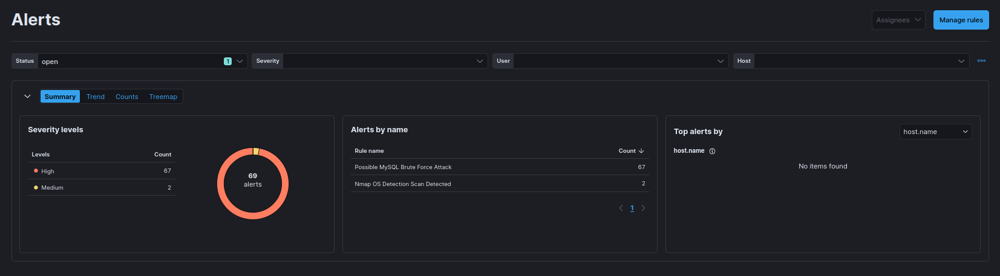 Alerts
Assignees
Manage rules
Status open 1
Severity
User
Host
Summary Trend Counts Treemap
Severity levels
Levels Count
High 67
Medium 2
69
alerts
Alerts by name
Rule name Count
Possible MySQL Brute Force Attack 67
Nmap OS Detection Scan Detected 2
1
Top alerts by
host.name
host.name
No items found